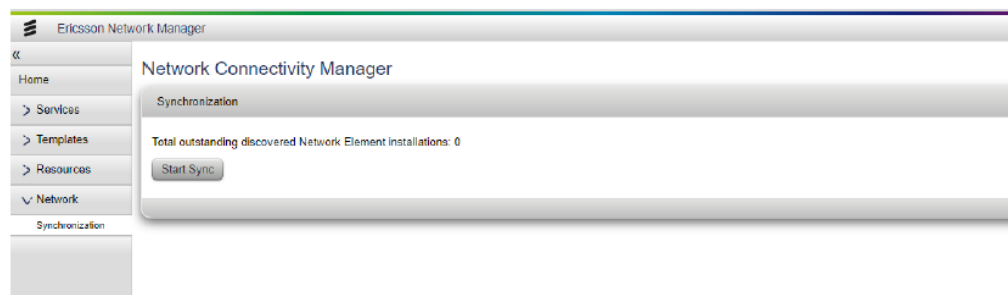 Ericsson Network Manager
«
Home
Network Connectivity Manager
Services
Synchronization
Templates
Total outstanding discovered Network Element installations: 0
Resources
Start Sync
Network
Synchronization